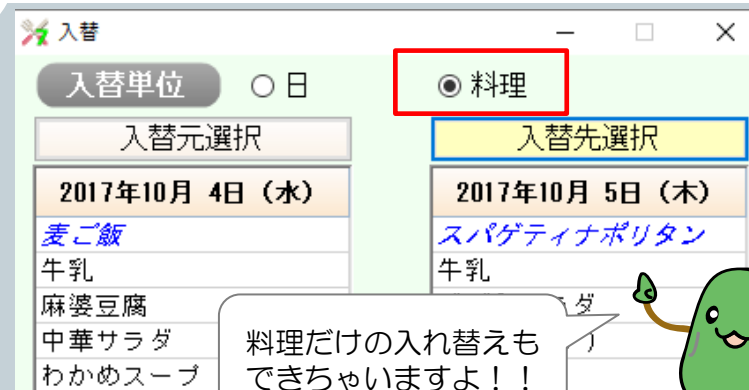 入替
入替単位 日 料理
入替元選択 入替先選択
2017年10月 4日（水） 2017年10月 5日（木）
麦ご飯 スパゲティナポリタン
牛乳 牛乳
麻婆豆腐 ダ
中華サラダ
わかめスープ
料理だけの入れ替えも
できちゃいますよ！！